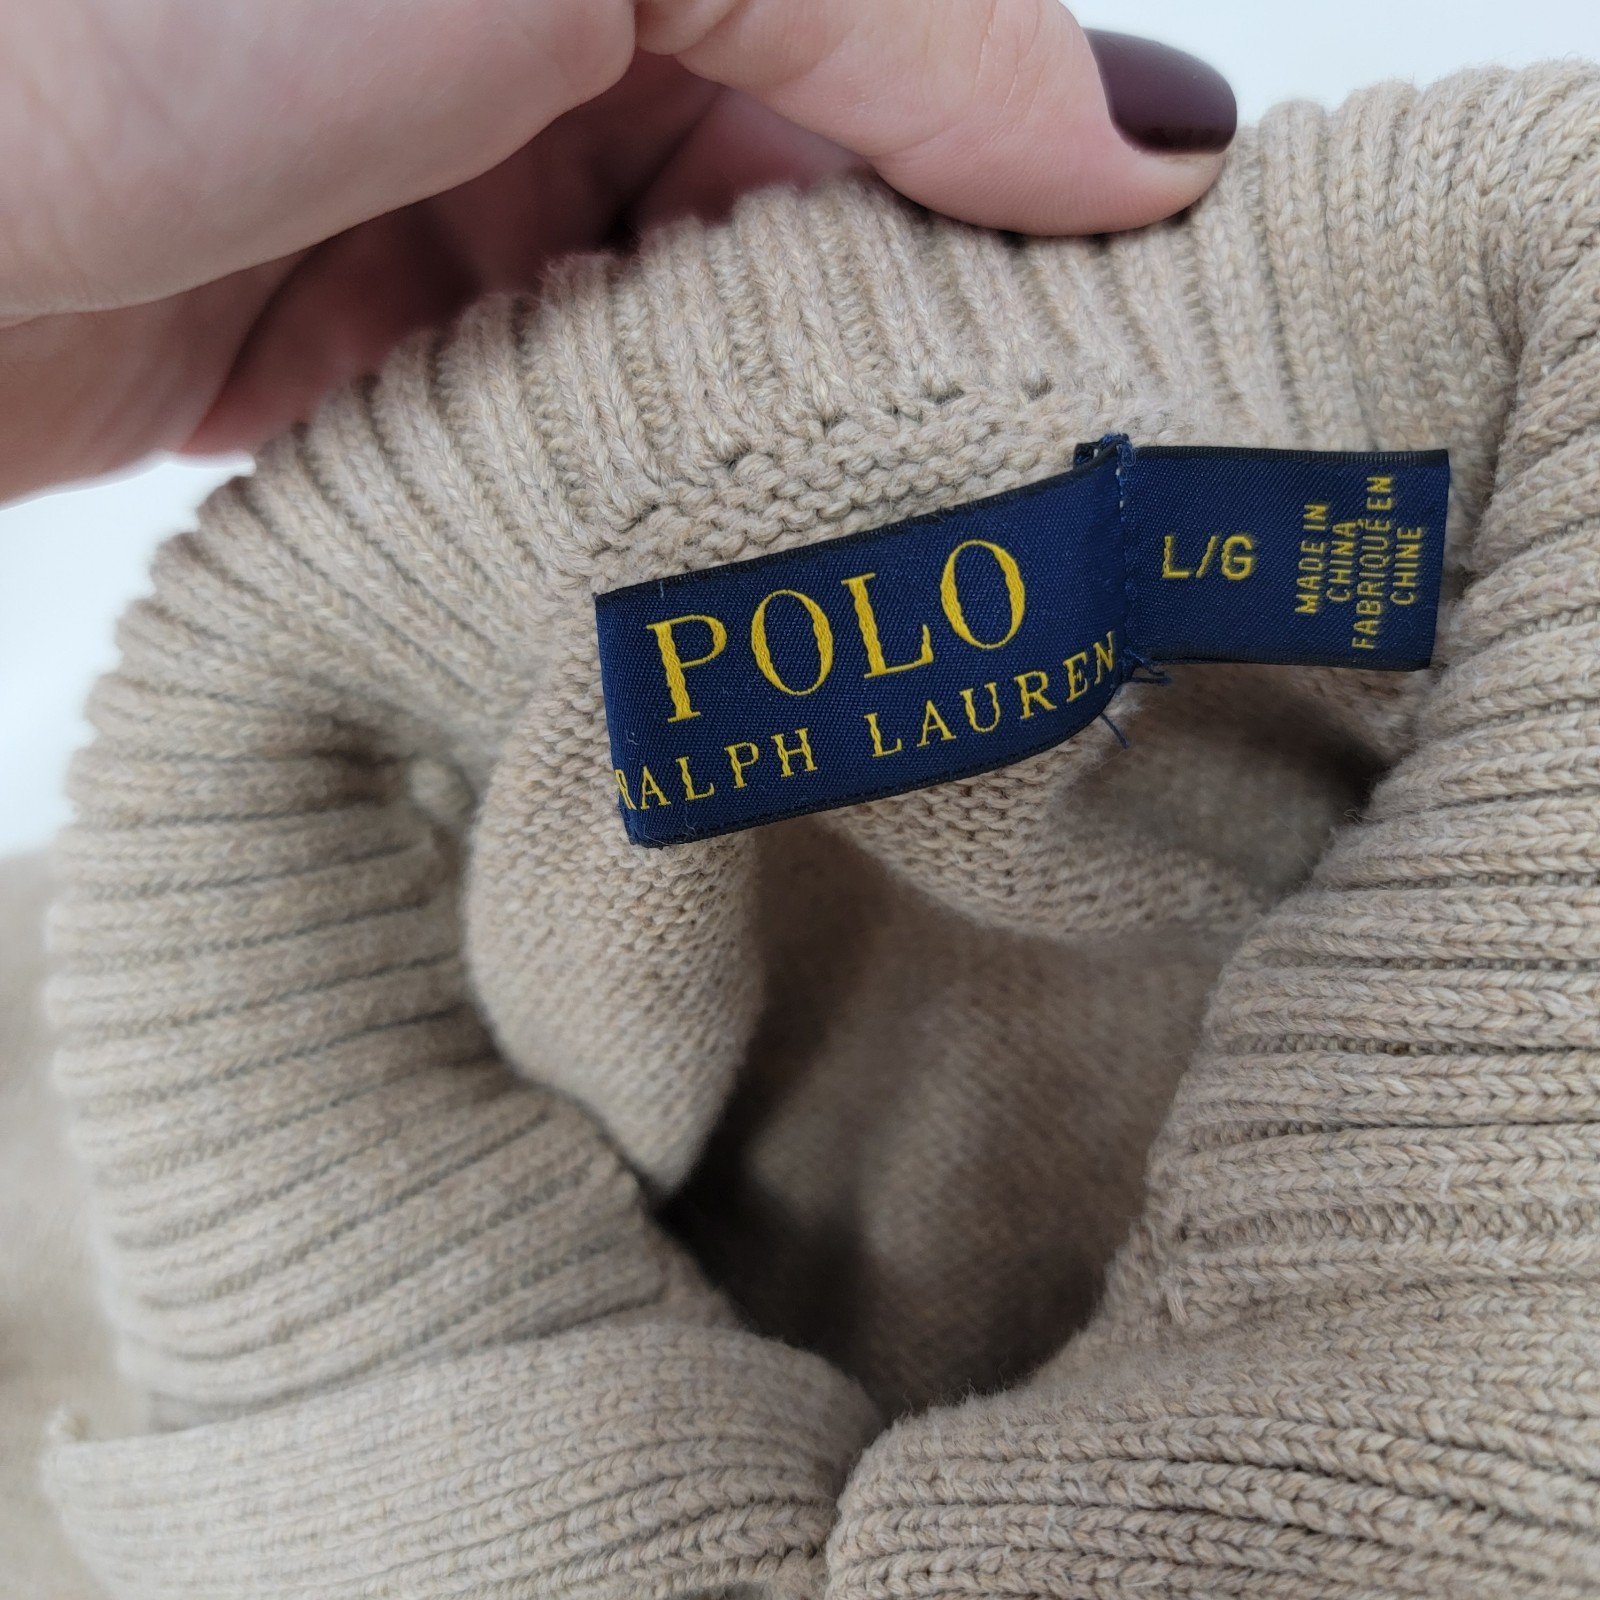 POLO
RALPH LAUREN
L/G
MADE IN
CHINA
FABRIQUÉ EN
CHINE